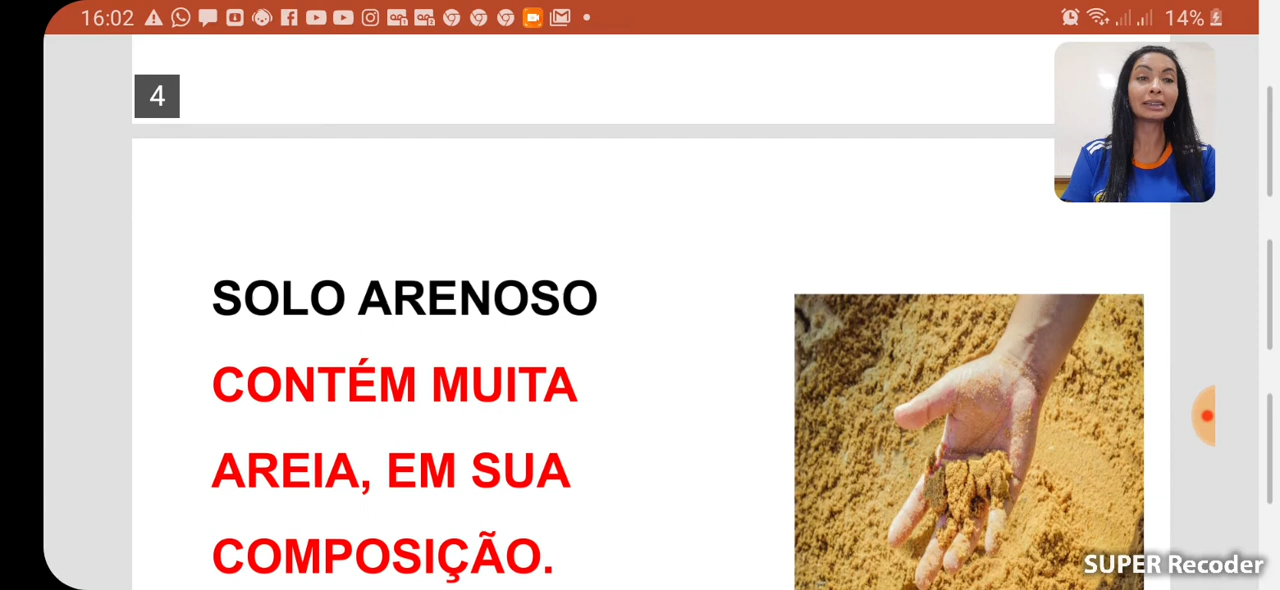 16:02
14%
4
SOLO ARENOSO
CONTÉM MUITA
AREIA, EM SUA
COMPOSIÇÃO.
SUPER Recoder